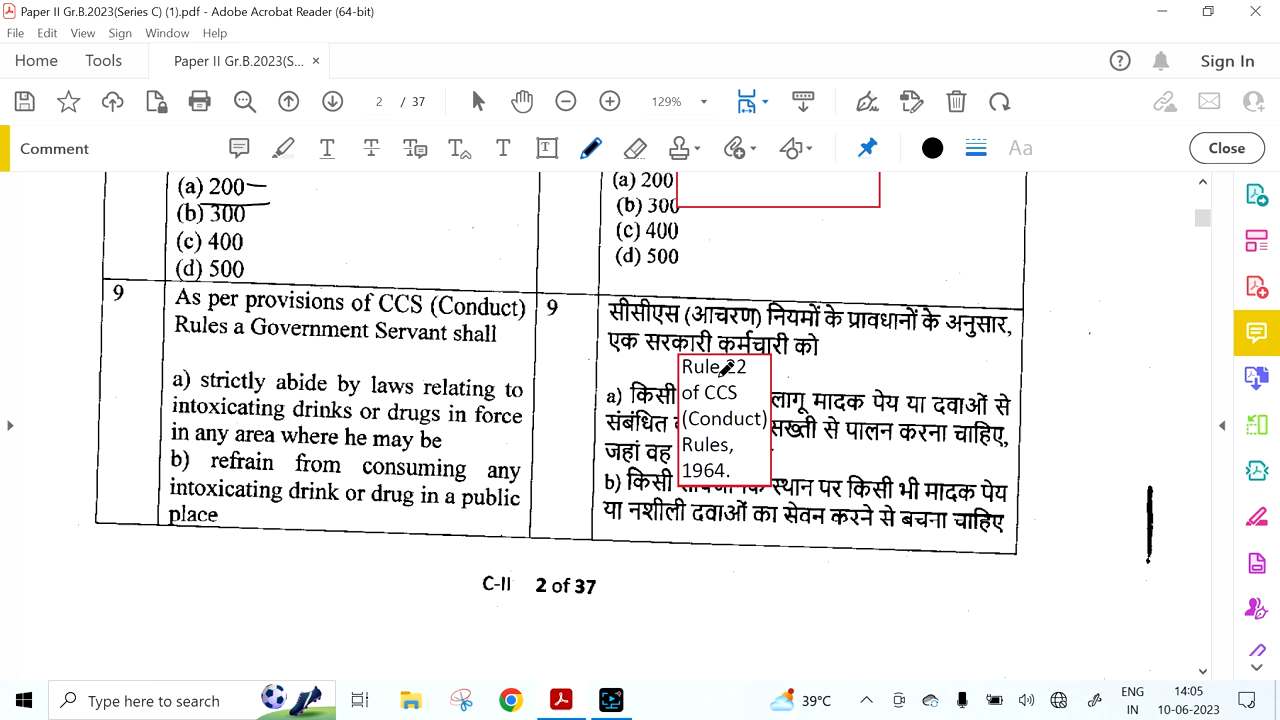 Paper II Gr.B.2023(Series C) (1).pdf - Adobe Acrobat Reader (64-bit)
File Edit View Sign Window Help
Home Tools Paper II Gr.B.2023(S... × Sign In
2 / 37 129%
Comment Close
(a) 200
(b) 300
(c) 400
(d) 500
(a) 200
(b) 300
(c) 400
(d) 500
9
As per provisions of CCS (Conduct)
Rules a Government Servant shall
a) strictly abide by laws relating to
intoxicating drinks or drugs in force
in any area where he may be
b) refrain from consuming any
intoxicating drink or drug in a public
place
9
सीसीएस (आचरण) नियमों के प्रावधानों के अनुसार,
एक सरकारी कर्मचारी को
a) किसी लागू मादक पेय या दवाओं से
संबंधित सख्ती से पालन करना चाहिए,
जहां वह
b) किसी स्थान पर किसी भी मादक पेय
या नशीली दवाओं का सेवन करने से बचना चाहिए
Rule 22
of CCS
(Conduct)
Rules,
1964.
C-II 2 of 37
Type here to search
39°C
ENG
IN
14:05
10-06-2023